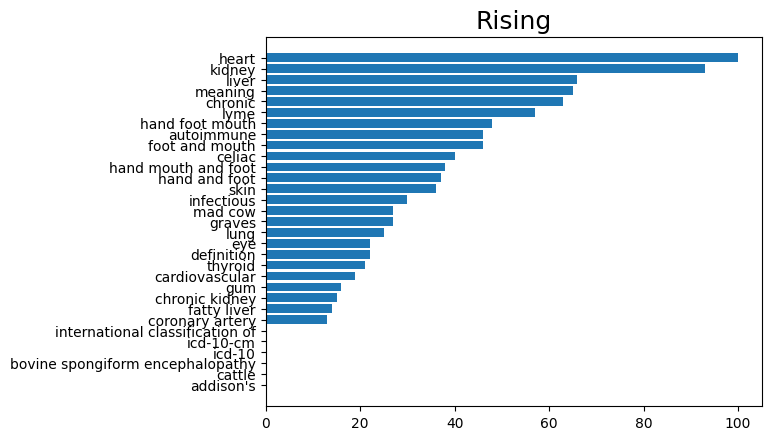 Rising
heart
kidney
liver
meaning
chronic
lyme
hand foot mouth
autoimmune
foot and mouth
celiac
hand mouth and foot
hand and foot
skin
infectious
mad cow
graves
lung
eye
definition
thyroid
cardiovascular
gum
chronic kidney
fatty liver
coronary artery
international classification of
icd-10-cm
icd-10
bovine spongiform encephalopathy
cattle
addison's
0 20 40 60 80 100